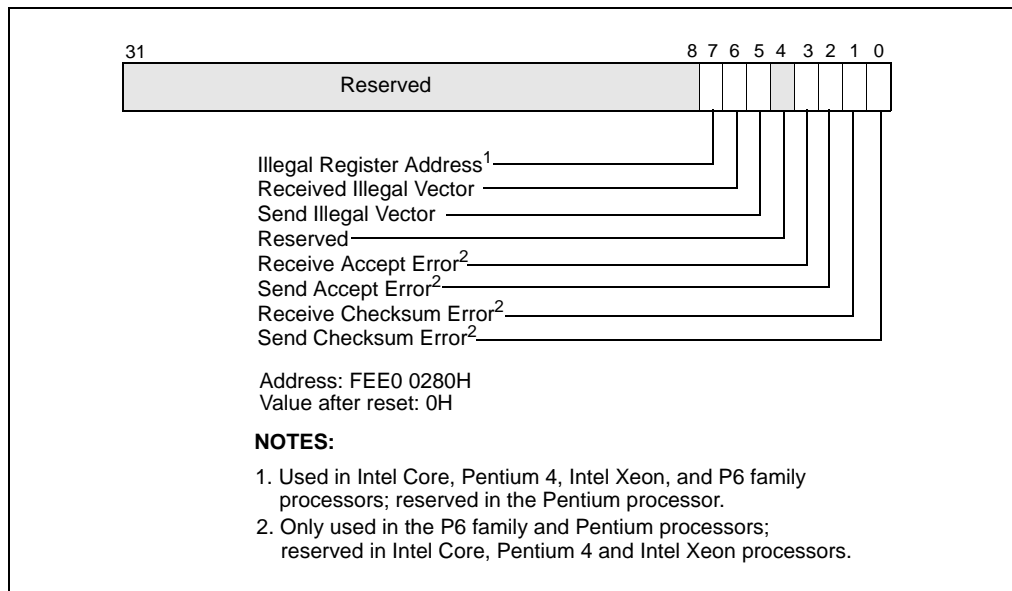 31 8 7 6 5 4 3 2 1 0
Reserved
Illegal Register Address1
Received Illegal Vector
Send Illegal Vector
Reserved
Receive Accept Error2
Send Accept Error2
Receive Checksum Error2
Send Checksum Error2
Address: FEE0 0280H
Value after reset: 0H
NOTES:
1. Used in Intel Core, Pentium 4, Intel Xeon, and P6 family
processors; reserved in the Pentium processor.
2. Only used in the P6 family and Pentium processors;
reserved in Intel Core, Pentium 4 and Intel Xeon processors.